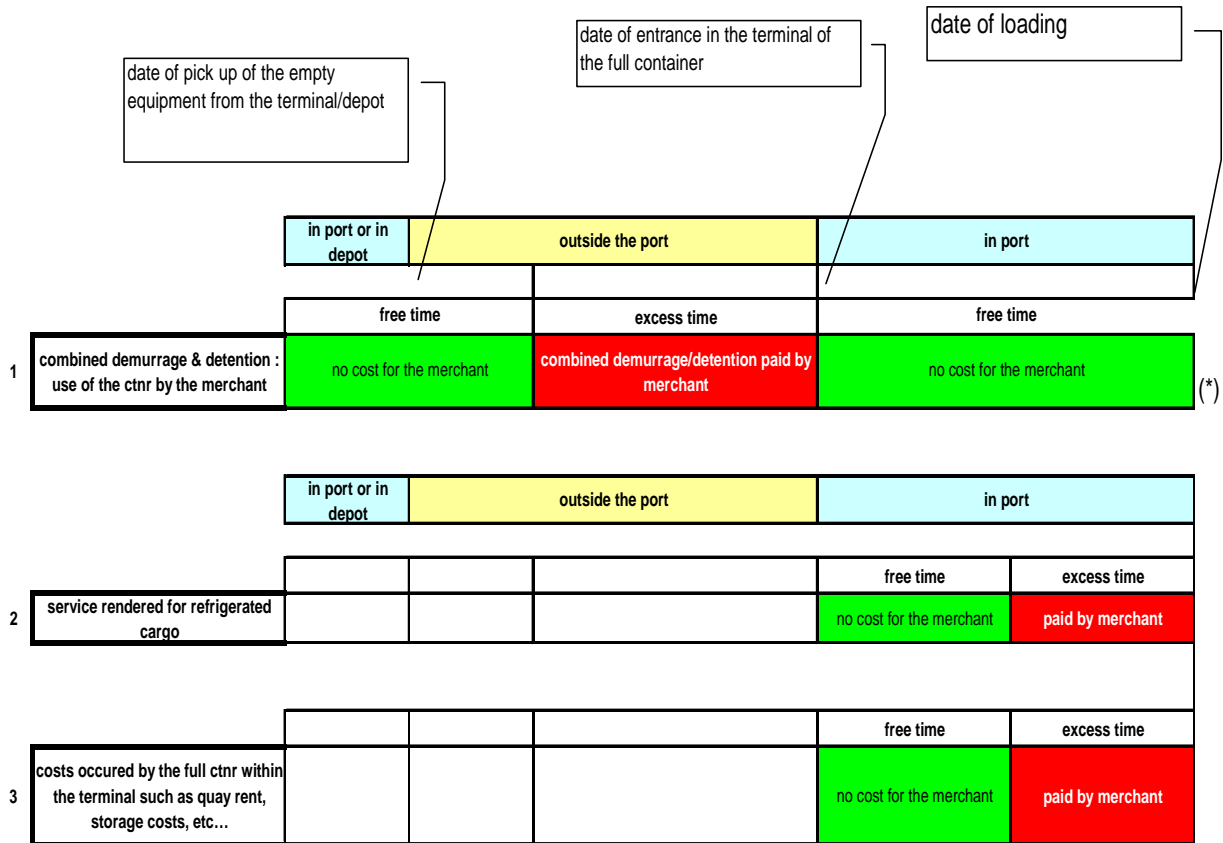 date of pick up of the empty
equipment from the terminal/depot
date of entrance in the terminal of
the full container
date of loading
in port or in
depot
outside the port
in port
free time
excess time
free time
1
combined demurrage & detention :
use of the ctnr by the merchant
no cost for the merchant
combined demurrage/detention paid by
merchant
no cost for the merchant
(*)
in port or in
depot
outside the port
in port
free time
excess time
2
service rendered for refrigerated
cargo
no cost for the merchant
paid by merchant
free time
excess time
3
costs occured by the full ctnr within
the terminal such as quay rent,
storage costs, etc…
no cost for the merchant
paid by merchant